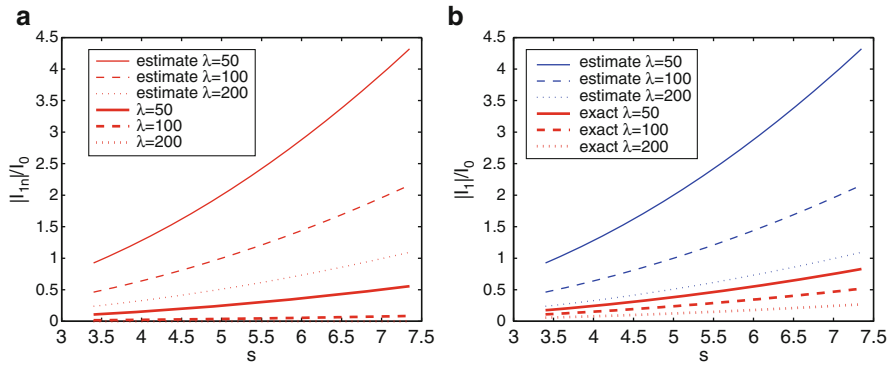 a
4.5
4
3.5
3
2.5
2
1.5
1
0.5
0
|I₁ₙ|/I₀
estimate λ=50
estimate λ=100
estimate λ=200
λ=50
λ=100
λ=200
3 3.5 4 4.5 5 5.5 6 6.5 7 7.5
s
b
4.5
4
3.5
3
2.5
2
1.5
1
0.5
0
|I₁|/I₀
estimate λ=50
estimate λ=100
estimate λ=200
exact λ=50
exact λ=100
exact λ=200
3 3.5 4 4.5 5 5.5 6 6.5 7 7.5
s